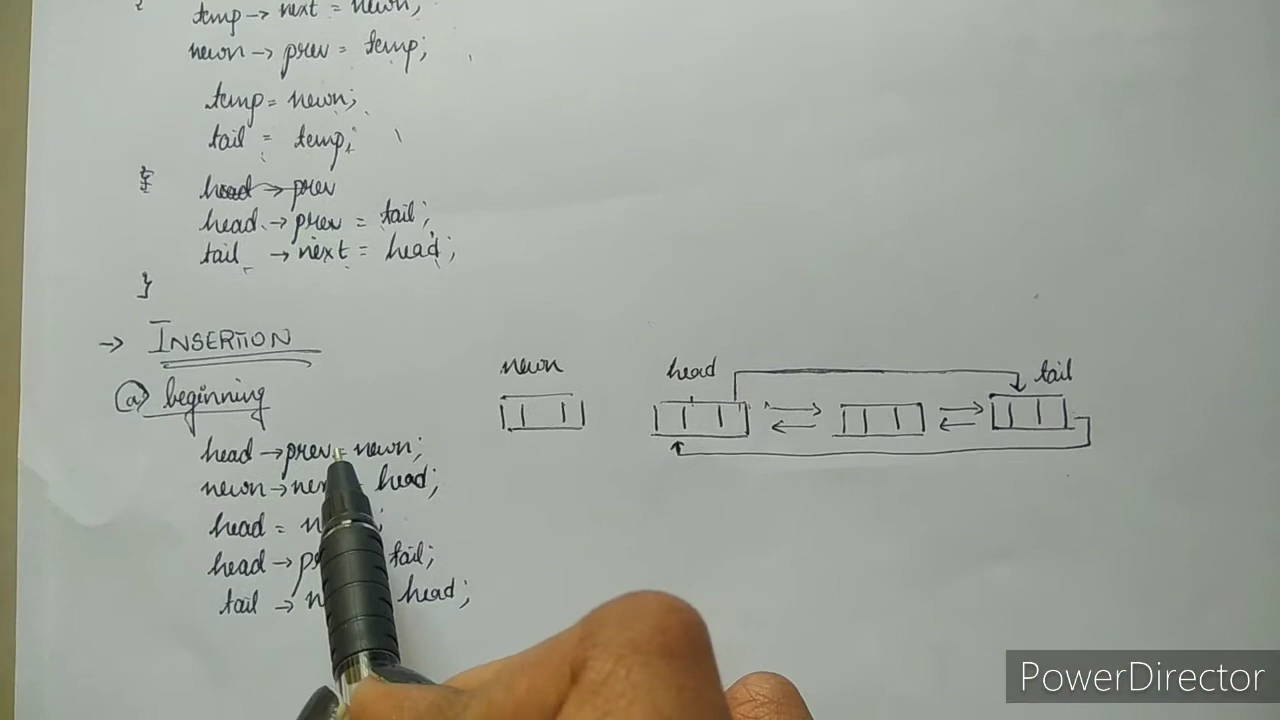 { temp → next = newn;
newn → prev = temp;
temp = newn;
tail = temp;
head → prev
head → prev = tail;
tail → next = head;
}
→ INSERTION
(a) beginning
newn head tail
head → prev = newn;
newn → head;
head =
head → tail;
tail → head;
PowerDirector